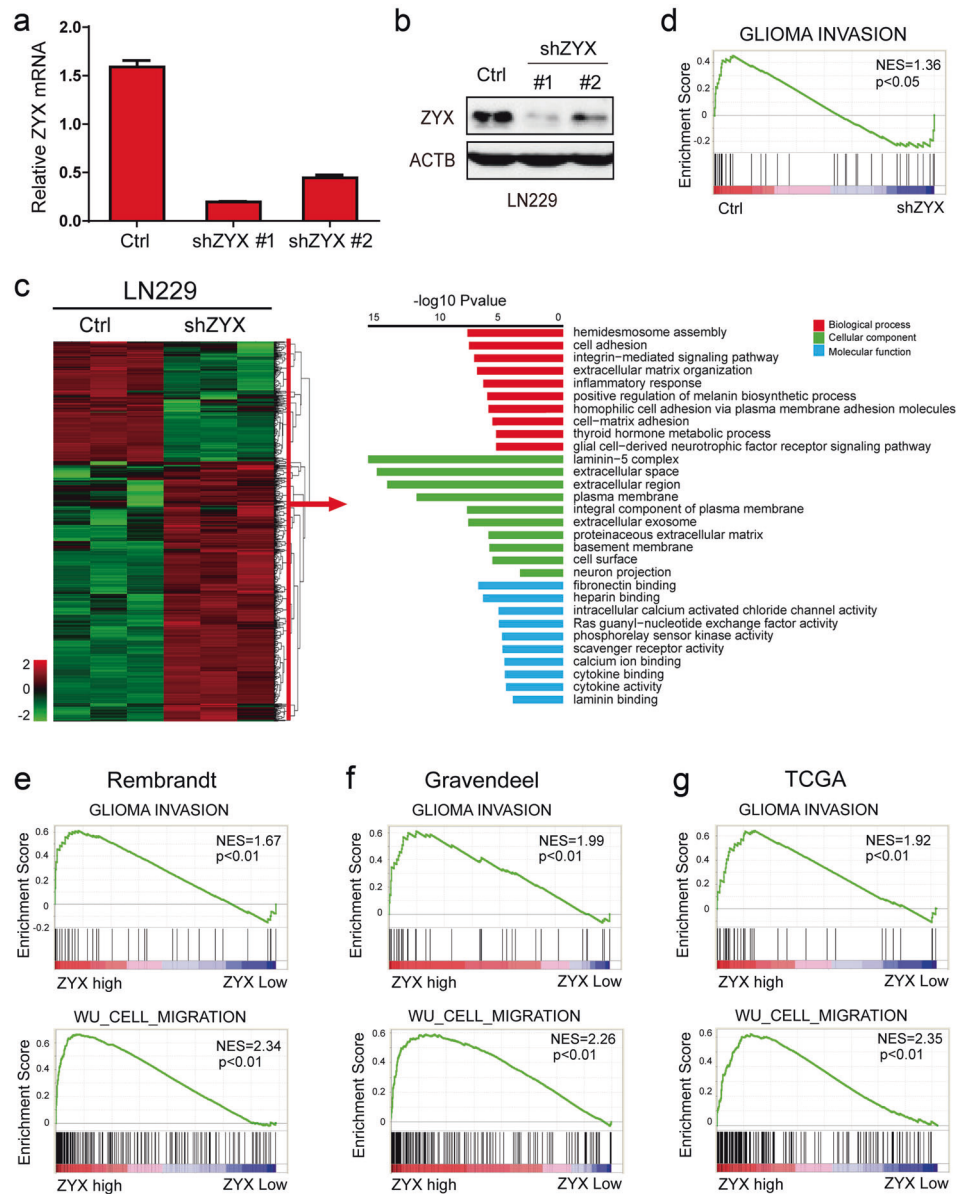 a
Relative ZYX mRNA
2.0
1.5
1.0
0.5
0.0
Ctrl
shZYX #1
shZYX #2
b
shZYX
Ctrl
#1
#2
ZYX
ACTB
LN229
d
GLIOMA INVASION
Enrichment Score
0.4
0.2
0
-0.2
NES=1.36
p<0.05
Ctrl
shZYX
c
LN229
Ctrl
shZYX
2
0
-2
-log10 Pvalue
15 10 5 0
Biological process
Cellular component
Molecular function
hemidesmosome assembly
cell adhesion
integrin-mediated signaling pathway
extracellular matrix organization
inflammatory response
positive regulation of melanin biosynthetic process
homophilic cell adhesion via plasma membrane adhesion molecules
cell-matrix adhesion
thyroid hormone metabolic process
glial cell-derived neurotrophic factor receptor signaling pathway
laminin-5 complex
extracellular space
extracellular region
plasma membrane
integral component of plasma membrane
extracellular exosome
proteinaceous extracellular matrix
basement membrane
cell surface
neuron projection
fibronectin binding
heparin binding
intracellular calcium activated chloride channel activity
Ras guanyl-nucleotide exchange factor activity
phosphorelay sensor kinase activity
scavenger receptor activity
calcium ion binding
cytokine binding
cytokine activity
laminin binding
e
Rembrandt
GLIOMA INVASION
Enrichment Score
0.6
0.4
0.2
0
-0.2
NES=1.67
p<0.01
ZYX high
ZYX Low
WU_CELL_MIGRATION
Enrichment Score
0.6
0.4
0.2
0
NES=2.34
p<0.01
ZYX high
ZYX Low
f
Gravendeel
GLIOMA INVASION
Enrichment Score
0.6
0.4
0.2
0
NES=1.99
p<0.01
ZYX high
ZYX Low
WU_CELL_MIGRATION
Enrichment Score
0.6
0.4
0.2
0
NES=2.26
p<0.01
ZYX high
ZYX Low
g
TCGA
GLIOMA INVASION
Enrichment Score
0.6
0.4
0.2
0
NES=1.92
p<0.01
ZYX high
ZYX Low
WU_CELL_MIGRATION
Enrichment Score
0.6
0.4
0.2
0
NES=2.35
p<0.01
ZYX high
ZYX Low